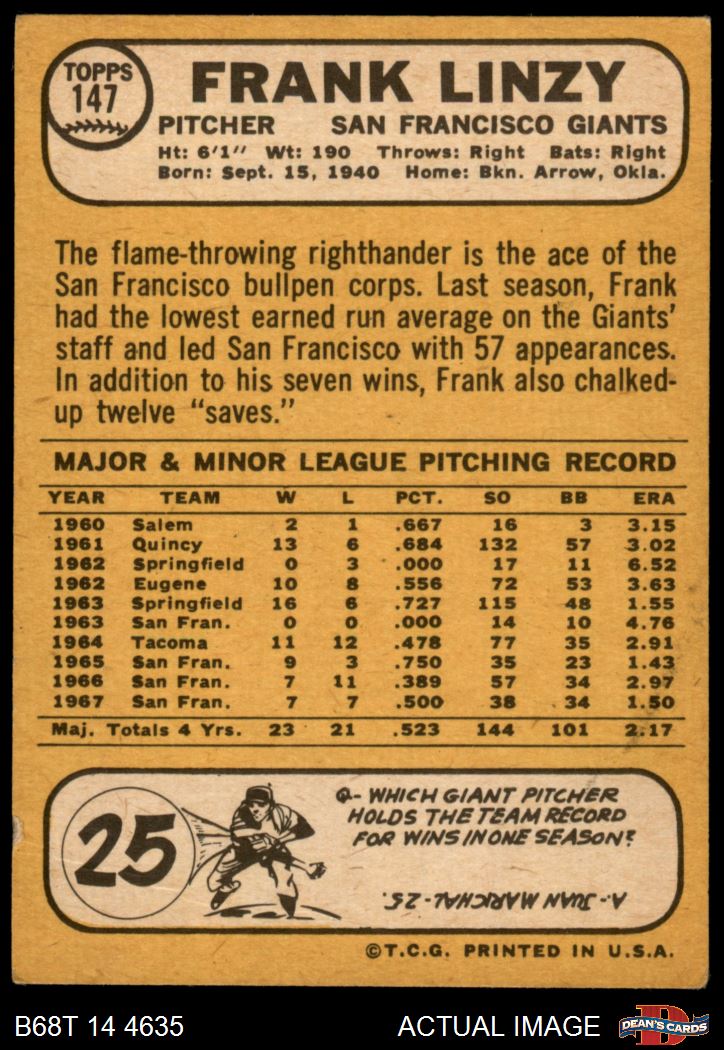 TOPPS
147
FRANK LINZY
PITCHER SAN FRANCISCO GIANTS
Ht: 6'1" Wt: 190 Throws: Right Bats: Right
Born: Sept. 15, 1940 Home: Bkn. Arrow, Okla.
The flame-throwing righthander is the ace of the
San Francisco bullpen corps. Last season, Frank
had the lowest earned run average on the Giants'
staff and led San Francisco with 57 appearances.
In addition to his seven wins, Frank also chalked-
up twelve "saves."
MAJOR & MINOR LEAGUE PITCHING RECORD
YEAR TEAM W L PCT. SO BB ERA
1960 Salem 2 1 .667 16 3 3.15
1961 Quincy 13 6 .684 132 57 3.02
1962 Springfield 0 3 .000 17 11 6.52
1962 Eugene 10 8 .556 72 53 3.63
1963 Springfield 16 6 .727 115 48 1.55
1963 San Fran. 0 0 .000 14 10 4.76
1964 Tacoma 11 12 .478 77 35 2.91
1965 San Fran. 9 3 .750 35 23 1.43
1966 San Fran. 7 11 .389 57 34 2.97
1967 San Fran. 7 7 .500 38 34 1.50
Maj. Totals 4 Yrs. 23 21 .523 144 101 2.17
25
Q- WHICH GIANT PITCHER
HOLDS THE TEAM RECORD
FOR WINS IN ONE SEASON?
A- JUAN MARICHAL - 25.
©T.C.G. PRINTED IN U.S.A.
B68T 14 4635 ACTUAL IMAGE
D
DEAN'S CARDS